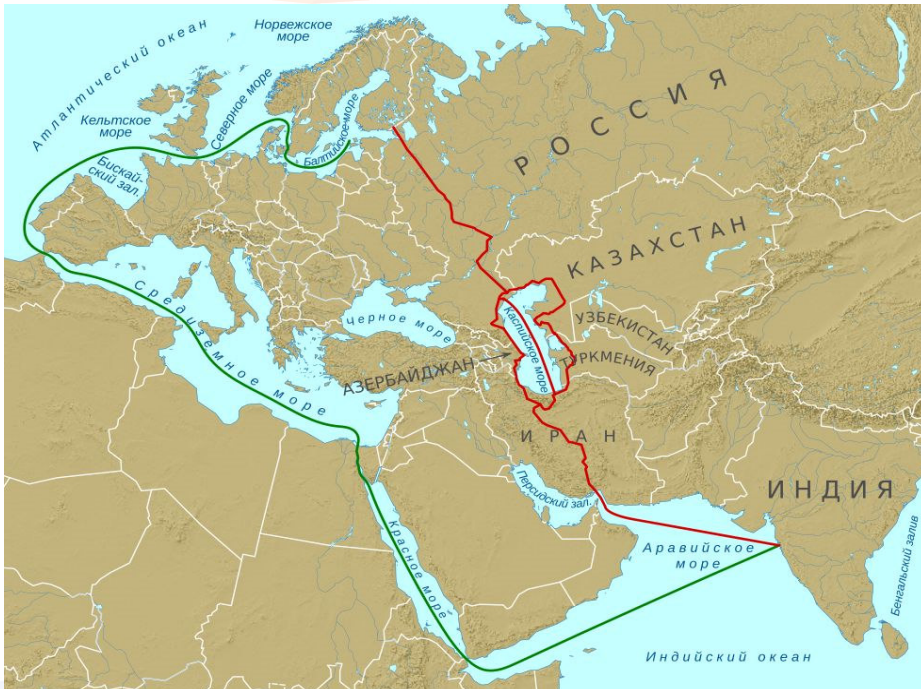 Норвежское
море
Атлантический океан
Северное море
Кельтское
море
Балтийское море
Бискай-
ский зал.
РОССИЯ
КАЗАХСТАН
Средиземное море
Черное море
Каспийское море
УЗБЕКИСТАН
ТУРКМЕНИЯ
АЗЕРБАЙДЖАН
ИРАН
Персидский зал.
ИНДИЯ
Красное море
Аравийское
море
Бенгальский залив
Индийский океан